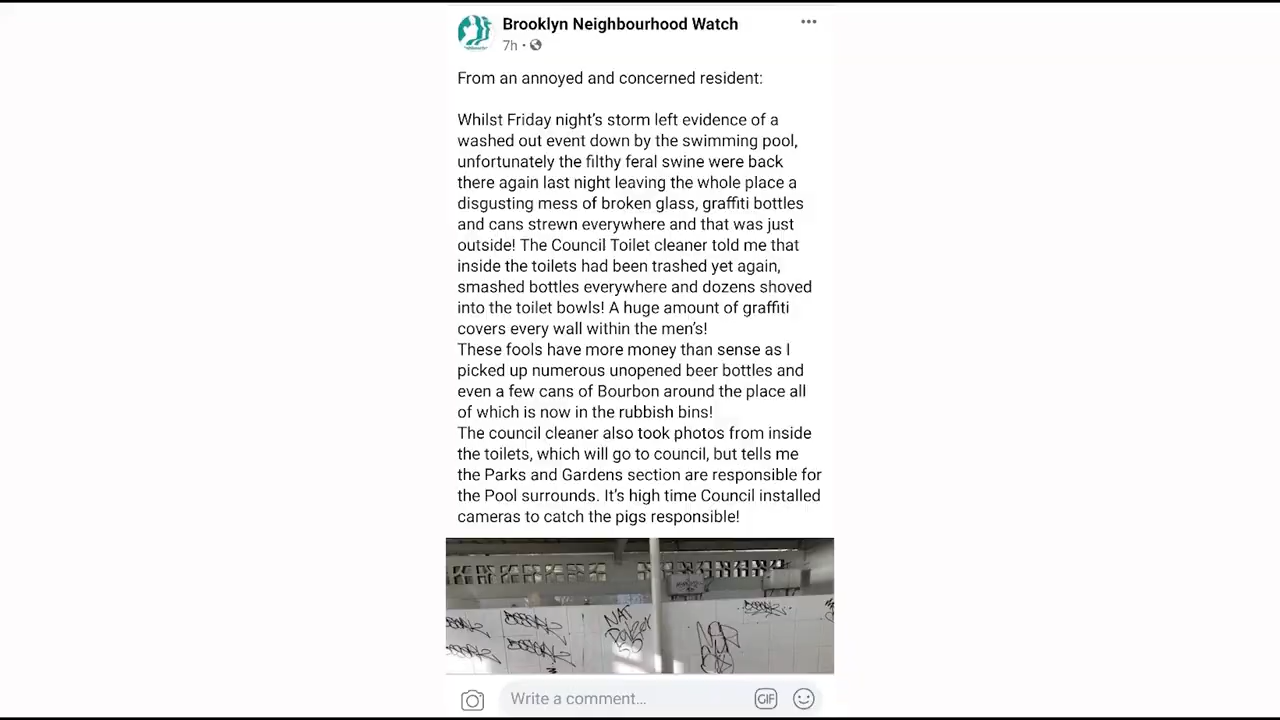 Brooklyn Neighbourhood Watch
7h ·
From an annoyed and concerned resident:
Whilst Friday night's storm left evidence of a
washed out event down by the swimming pool,
unfortunately the filthy feral swine were back
there again last night leaving the whole place a
disgusting mess of broken glass, graffiti bottles
and cans strewn everywhere and that was just
outside! The Council Toilet cleaner told me that
inside the toilets had been trashed yet again,
smashed bottles everywhere and dozens shoved
into the toilet bowls! A huge amount of graffiti
covers every wall within the men's!
These fools have more money than sense as I
picked up numerous unopened beer bottles and
even a few cans of Bourbon around the place all
of which is now in the rubbish bins!
The council cleaner also took photos from inside
the toilets, which will go to council, but tells me
the Parks and Gardens section are responsible for
the Pool surrounds. It's high time Council installed
cameras to catch the pigs responsible!
NAT
Write a comment...
GIF